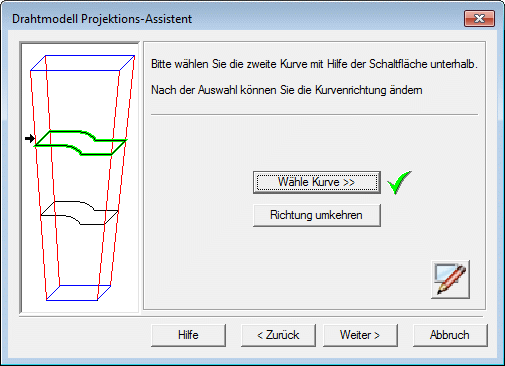 Drahtmodell Projektions-Assistent
Bitte wählen Sie die zweite Kurve mit Hilfe der Schaltfläche unterhalb.
Nach der Auswahl können Sie die Kurvenrichtung ändern
Wähle Kurve >>
Richtung umkehren
Hilfe
< Zurück
Weiter >
Abbruch